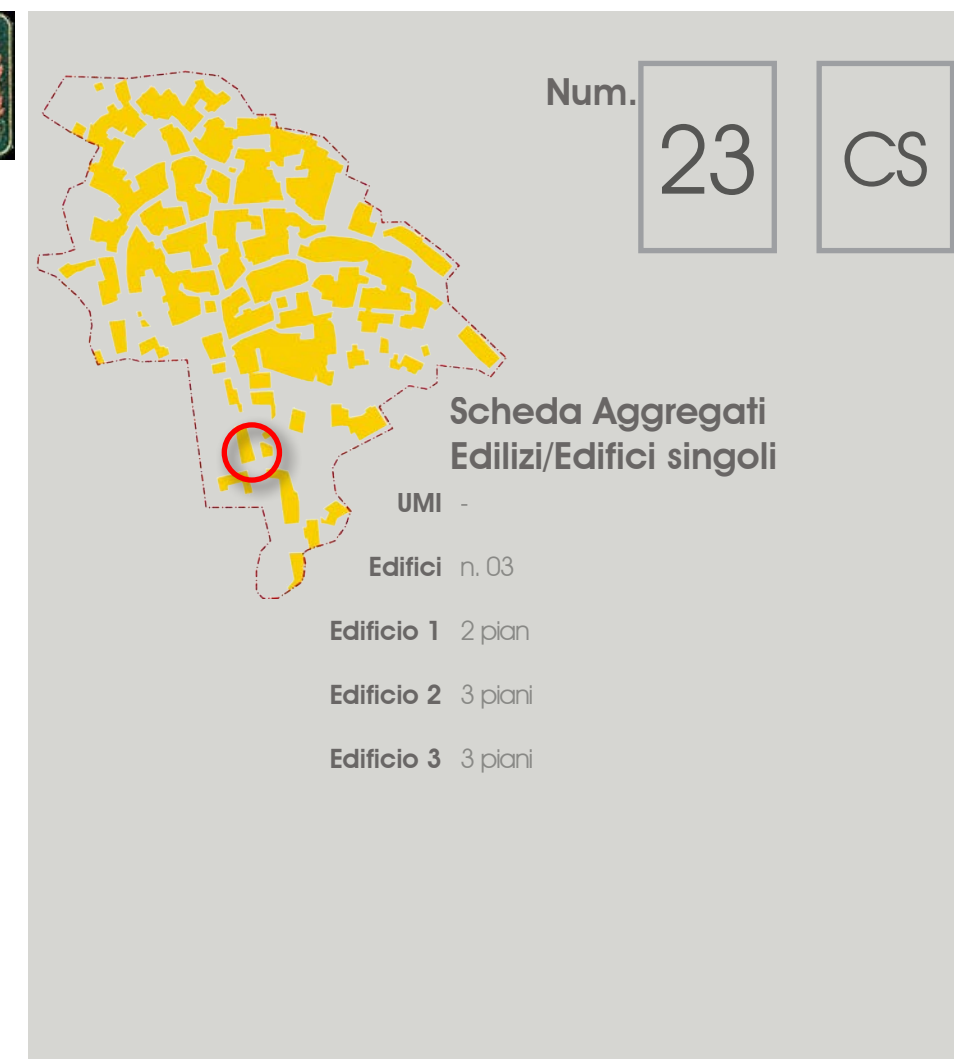 Num.
23
CS
Scheda Aggregati
Edilizi/Edifici singoli
UMI -
Edifici n. 03
Edificio 1 2 pian
Edificio 2 3 piani
Edificio 3 3 piani